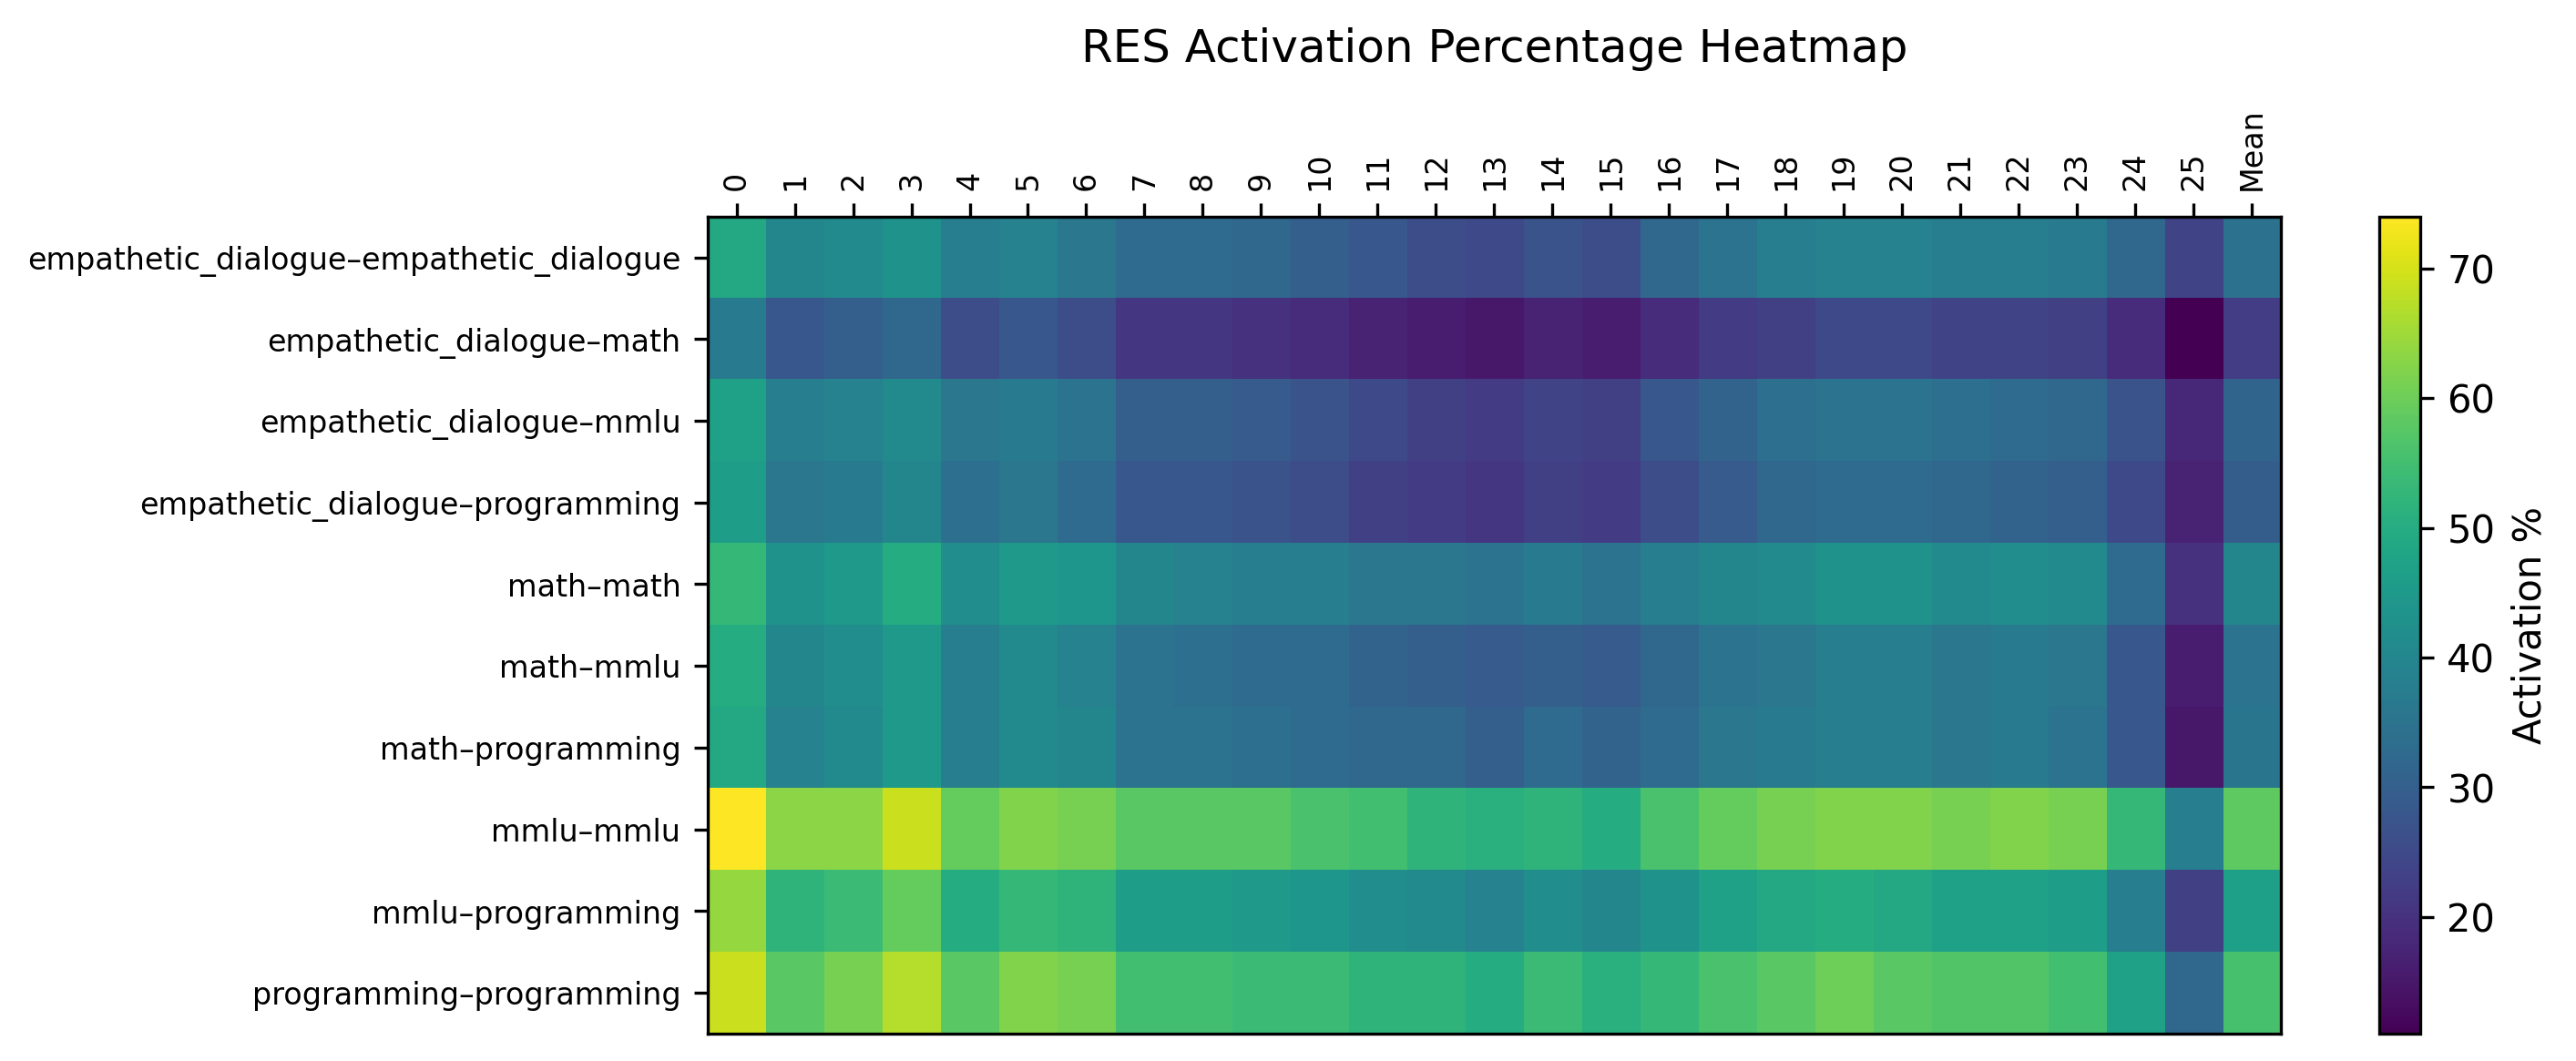 RES Activation Percentage Heatmap
0 1 2 3 4 5 6 7 8 9 10 11 12 13 14 15 16 17 18 19 20 21 22 23 24 25 Mean
empathetic_dialogue–empathetic_dialogue
empathetic_dialogue–math
empathetic_dialogue–mmlu
empathetic_dialogue–programming
math–math
math–mmlu
math–programming
mmlu–mmlu
mmlu–programming
programming–programming
70
60
50
40
30
20
Activation %